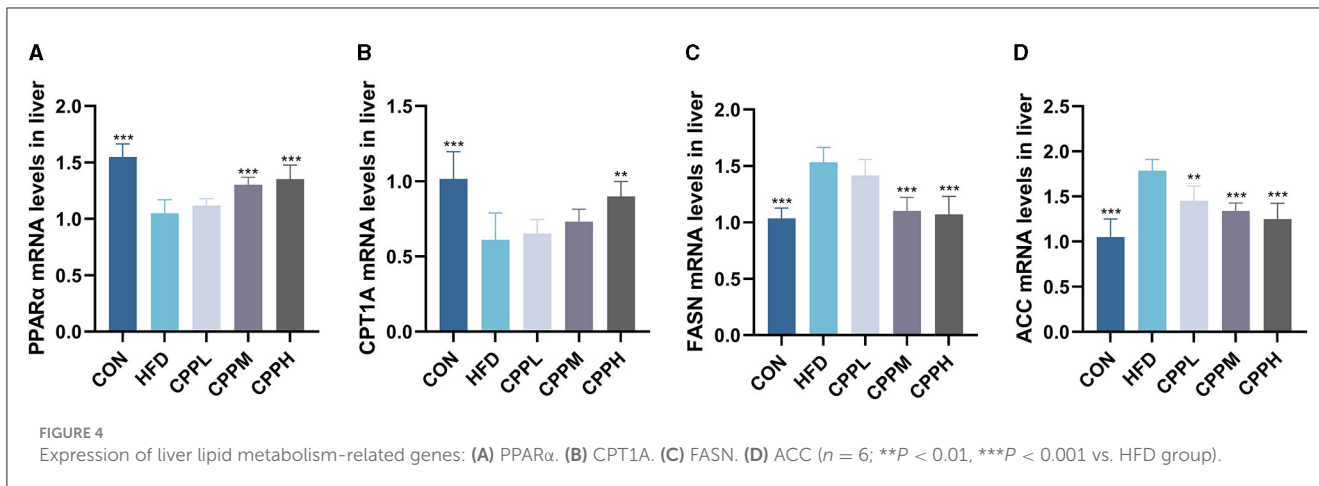 A
PPARα mRNA levels in liver
2.0
1.5
1.0
0.5
0.0
***
***
***
CON
HFD
CPPL
CPPM
CPPH
B
CPT1A mRNA levels in liver
1.5
1.0
0.5
0.0
***
**
CON
HFD
CPPL
CPPM
CPPH
C
FASN mRNA levels in liver
2.0
1.5
1.0
0.5
0.0
***
***
***
CON
HFD
CPPL
CPPM
CPPH
D
ACC mRNA levels in liver
2.5
2.0
1.5
1.0
0.5
0.0
***
**
***
***
CON
HFD
CPPL
CPPM
CPPH
FIGURE 4
Expression of liver lipid metabolism-related genes: (A) PPARα. (B) CPT1A. (C) FASN. (D) ACC (n = 6; **P < 0.01, ***P < 0.001 vs. HFD group).